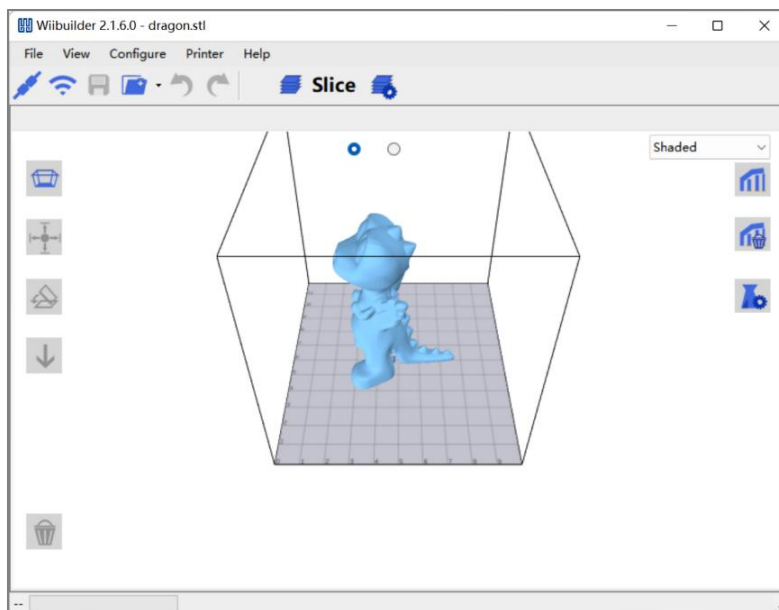 Wiibuilder 2.1.6.0 - dragon.stl
File View Configure Printer Help
Slice
Shaded
--